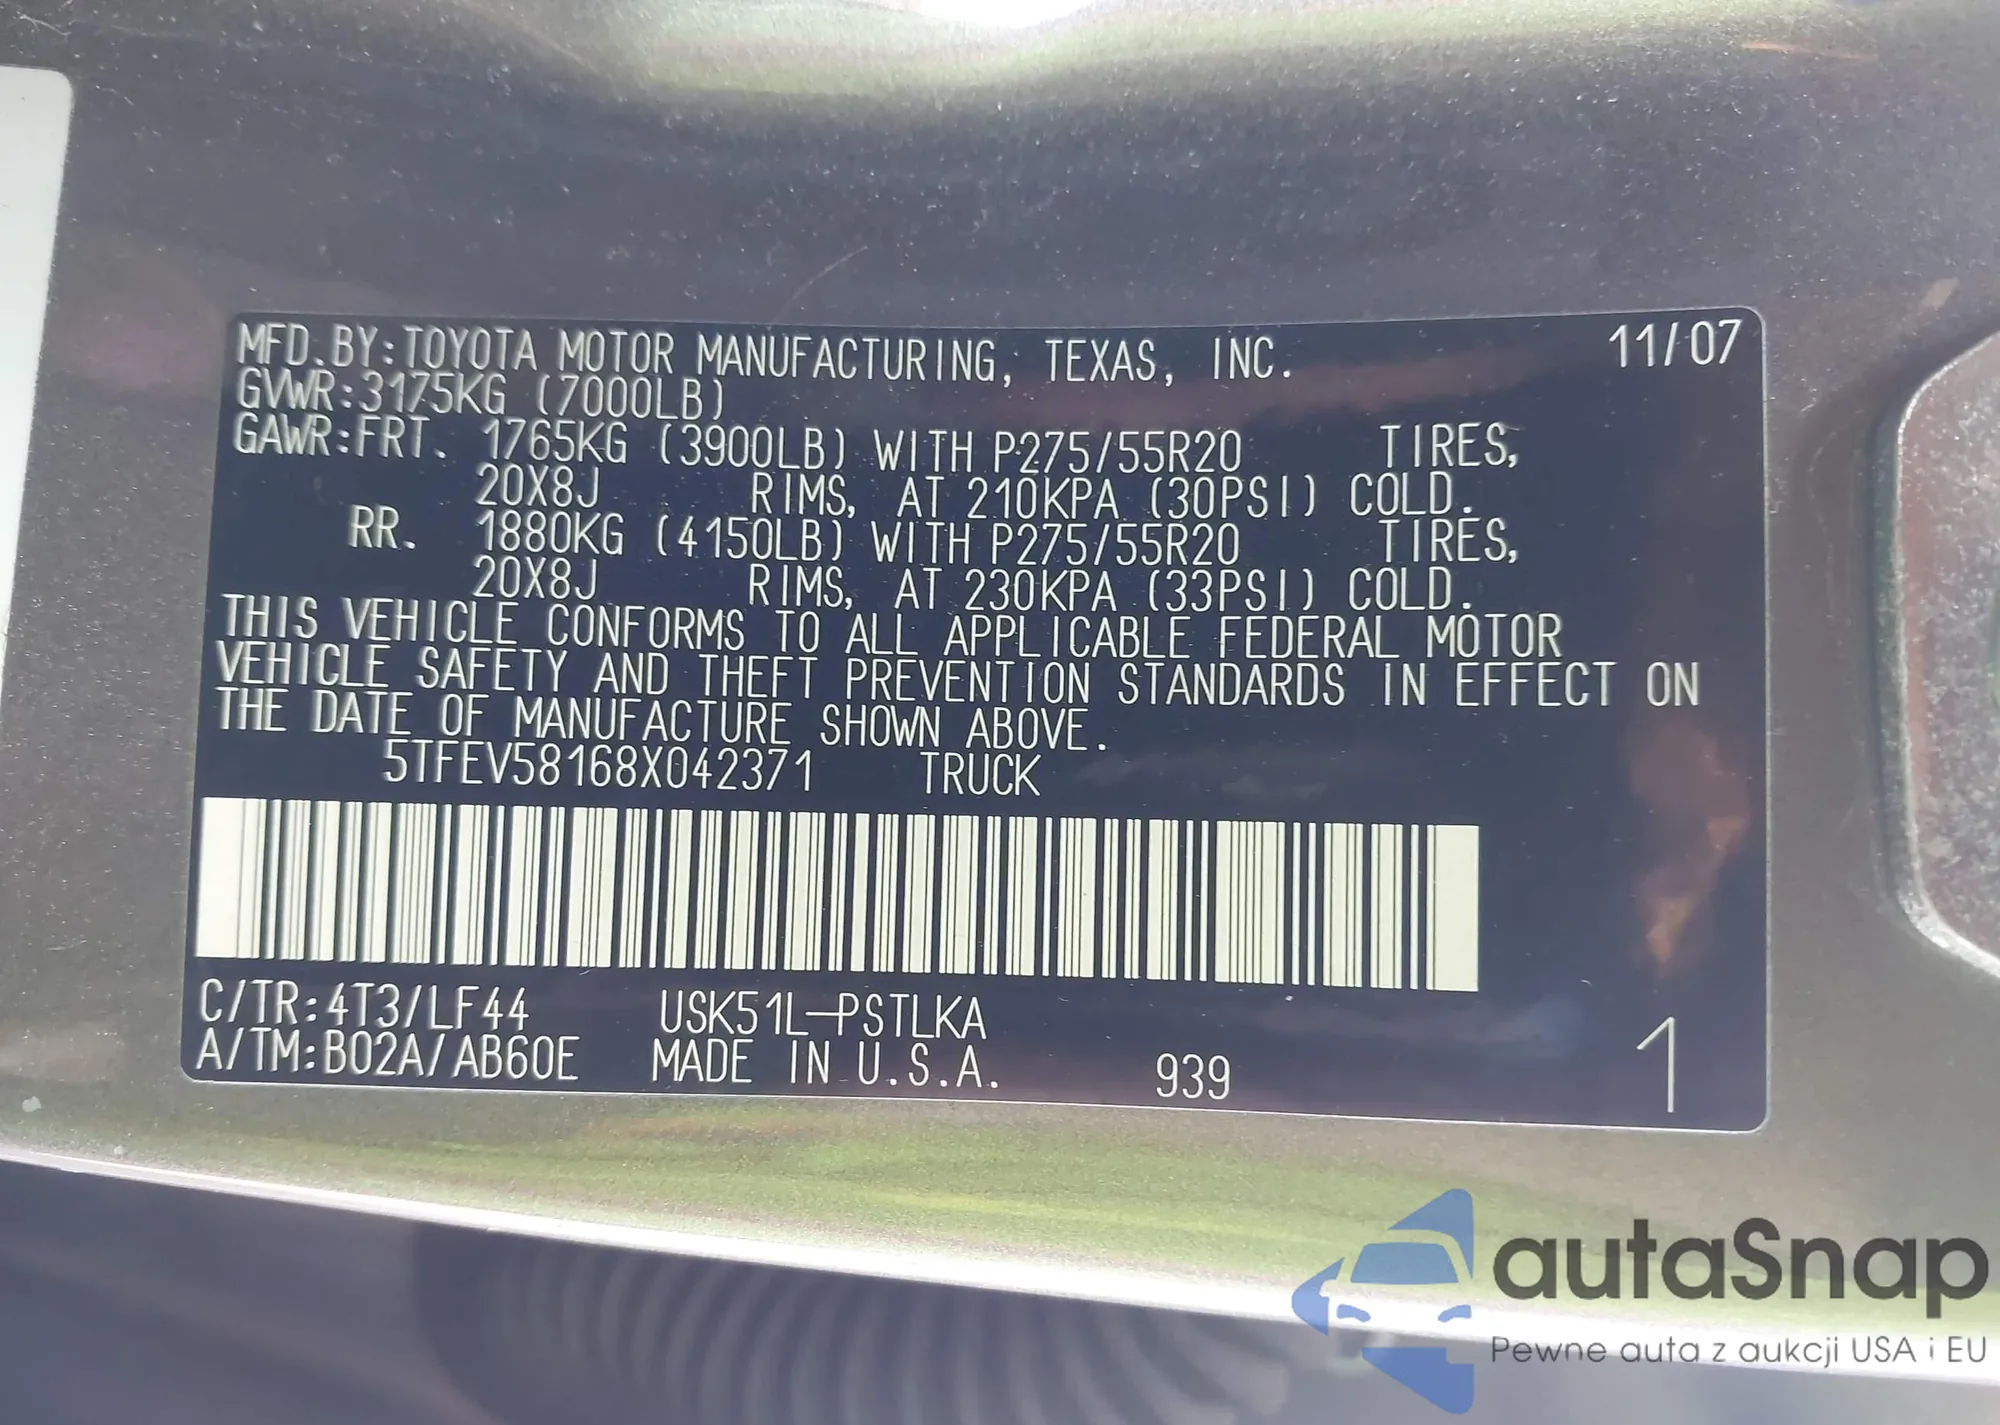 MFD.BY:TOYOTA MOTOR MANUFACTURING, TEXAS, INC. 11/07
GVWR:3175KG (7000LB)
GAWR:FRT. 1765KG (3900LB) WITH P275/55R20 TIRES,
20X8J RIMS, AT 210KPA (30PSI) COLD.
RR. 1880KG (4150LB) WITH P275/55R20 TIRES,
20X8J RIMS, AT 230KPA (33PSI) COLD.
THIS VEHICLE CONFORMS TO ALL APPLICABLE FEDERAL MOTOR
VEHICLE SAFETY AND THEFT PREVENTION STANDARDS IN EFFECT ON
THE DATE OF MANUFACTURE SHOWN ABOVE.
5TFEV58168X042371 TRUCK
C/TR:4T3/LF44 USK51L-PSTLKA
A/TM:B02A/AB60E MADE IN U.S.A. 939 1
autaSnap
Pewne auta z aukcji USA i EU